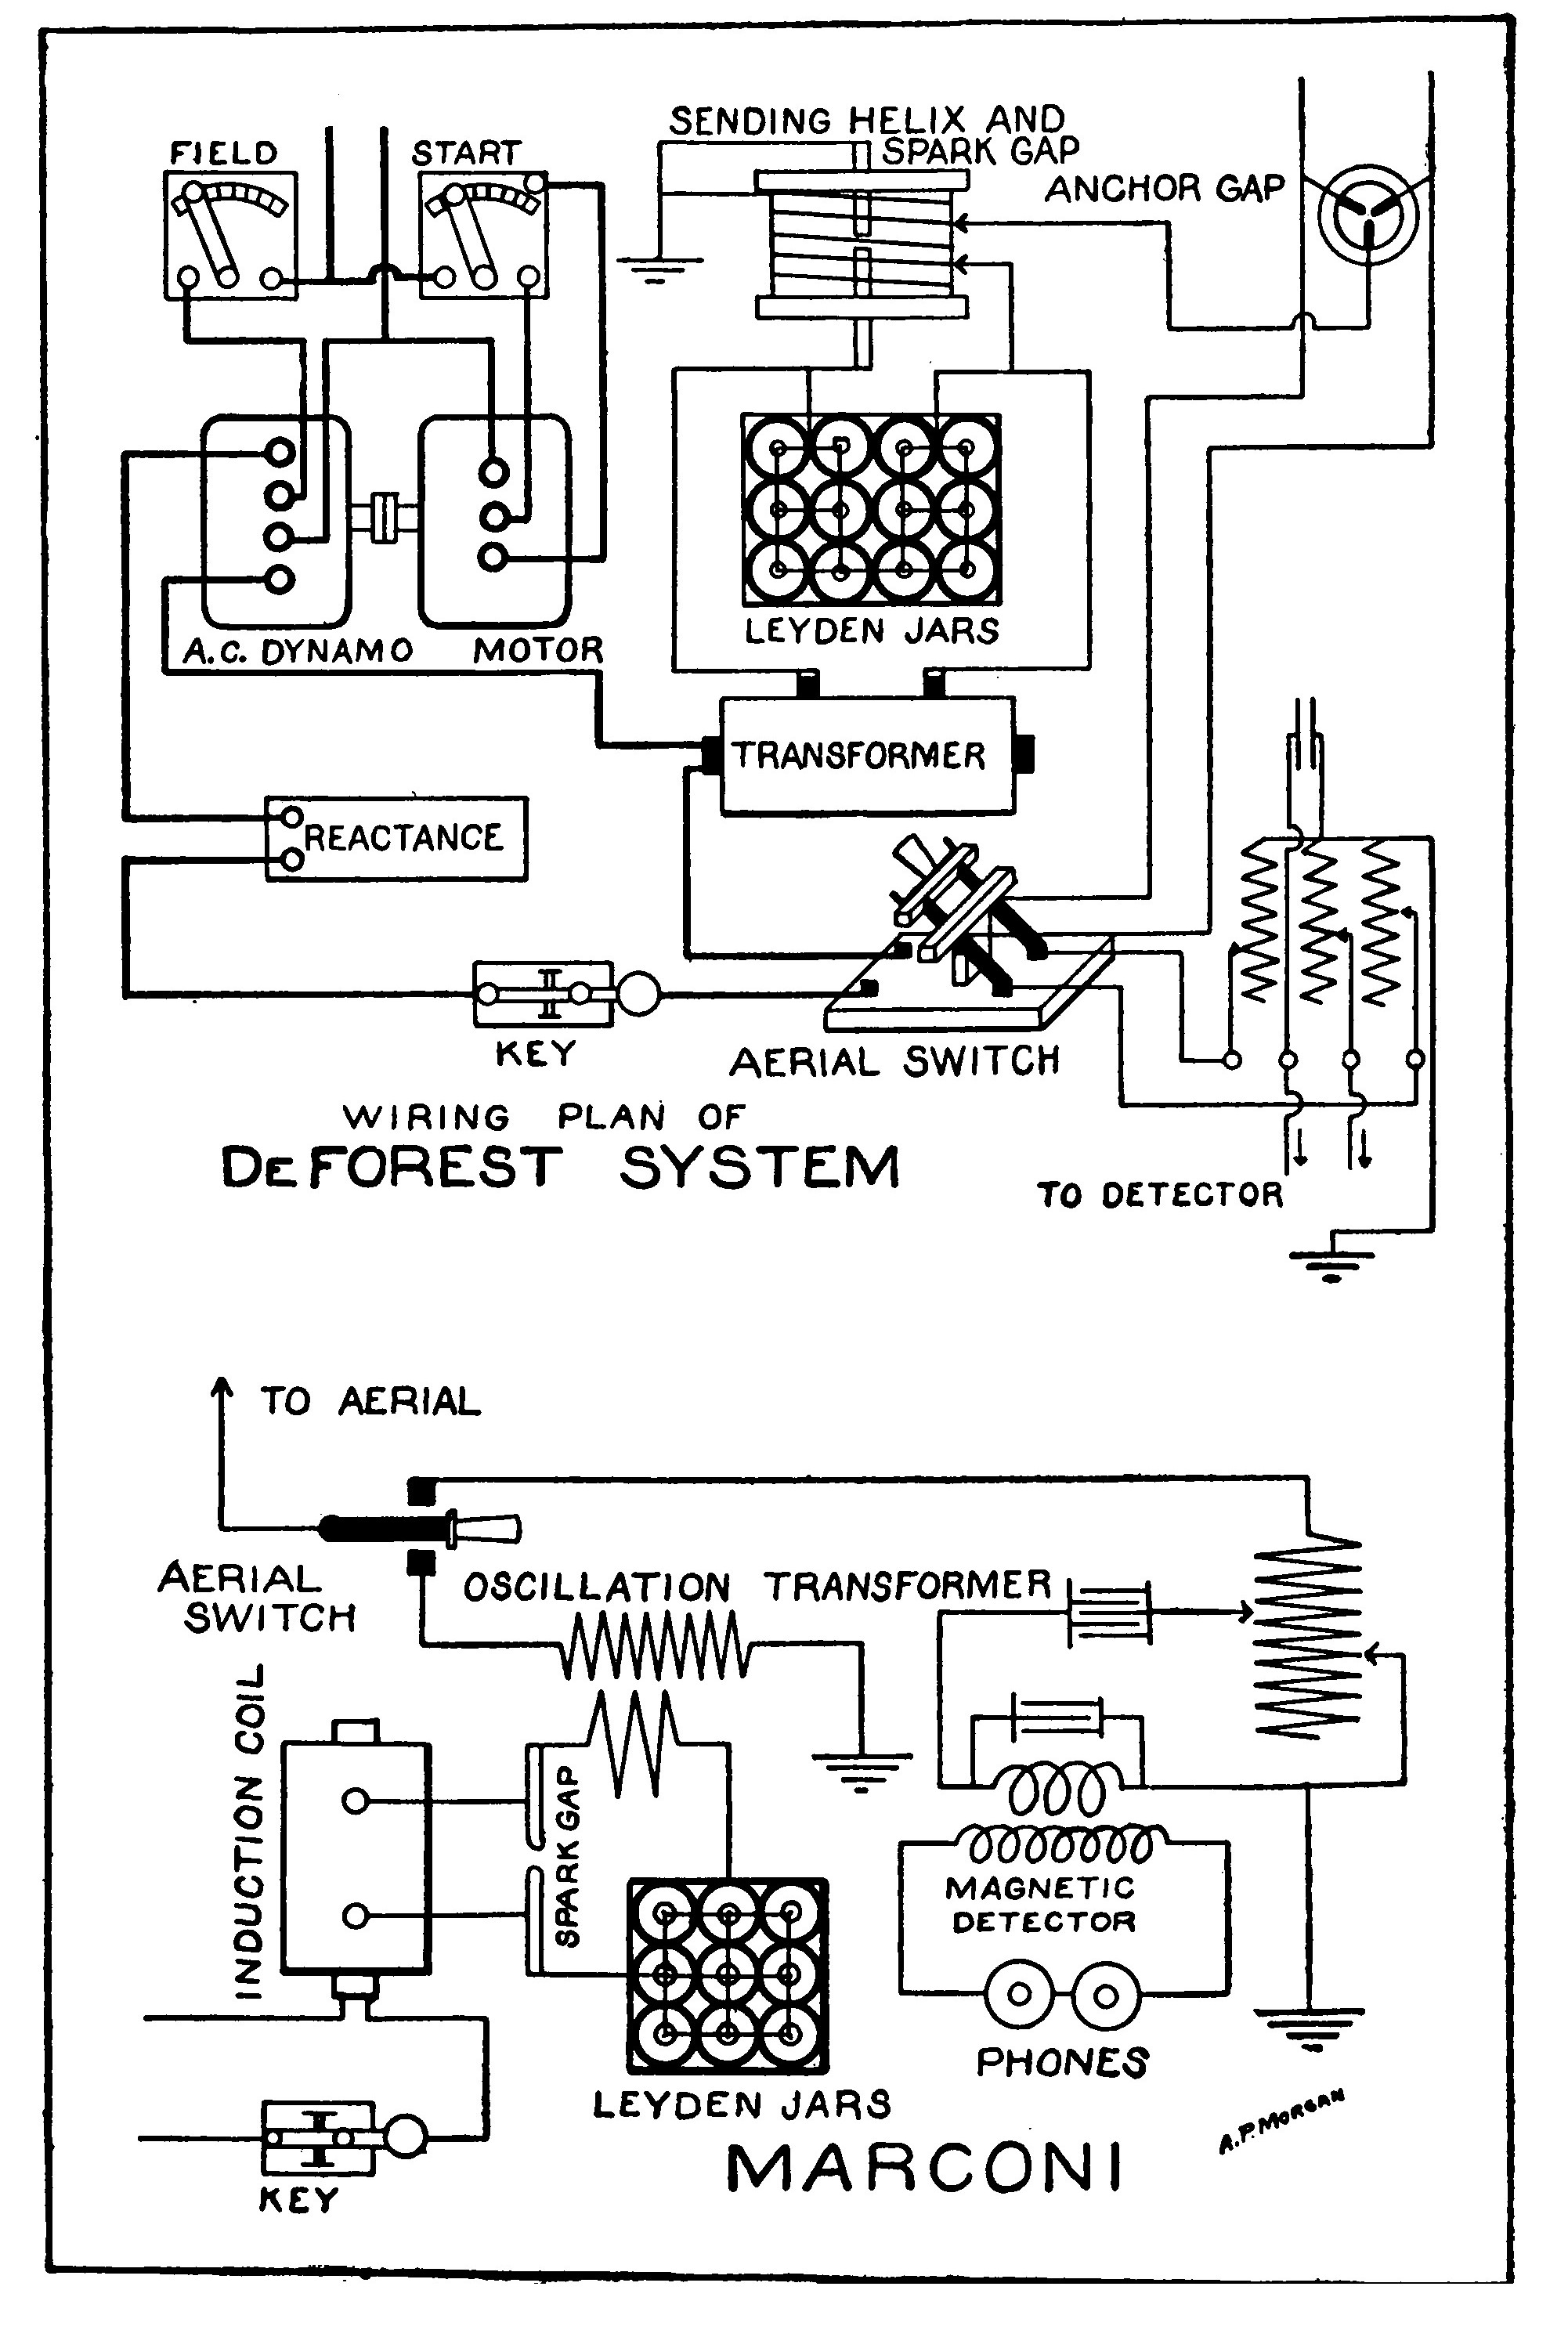 SENDING HELIX AND
SPARK GAP
FIELD
START
ANCHOR GAP
LEYDEN JARS
A.C. DYNAMO
MOTOR
TRANSFORMER
REACTANCE
KEY
AERIAL SWITCH
WIRING PLAN OF
DeFOREST SYSTEM
TO DETECTOR
TO AERIAL
AERIAL
SWITCH
OSCILLATION TRANSFORMER
INDUCTION COIL
SPARK GAP
MAGNETIC
DETECTOR
PHONES
LEYDEN JARS
KEY
MARCONI
A.P. MORGAN